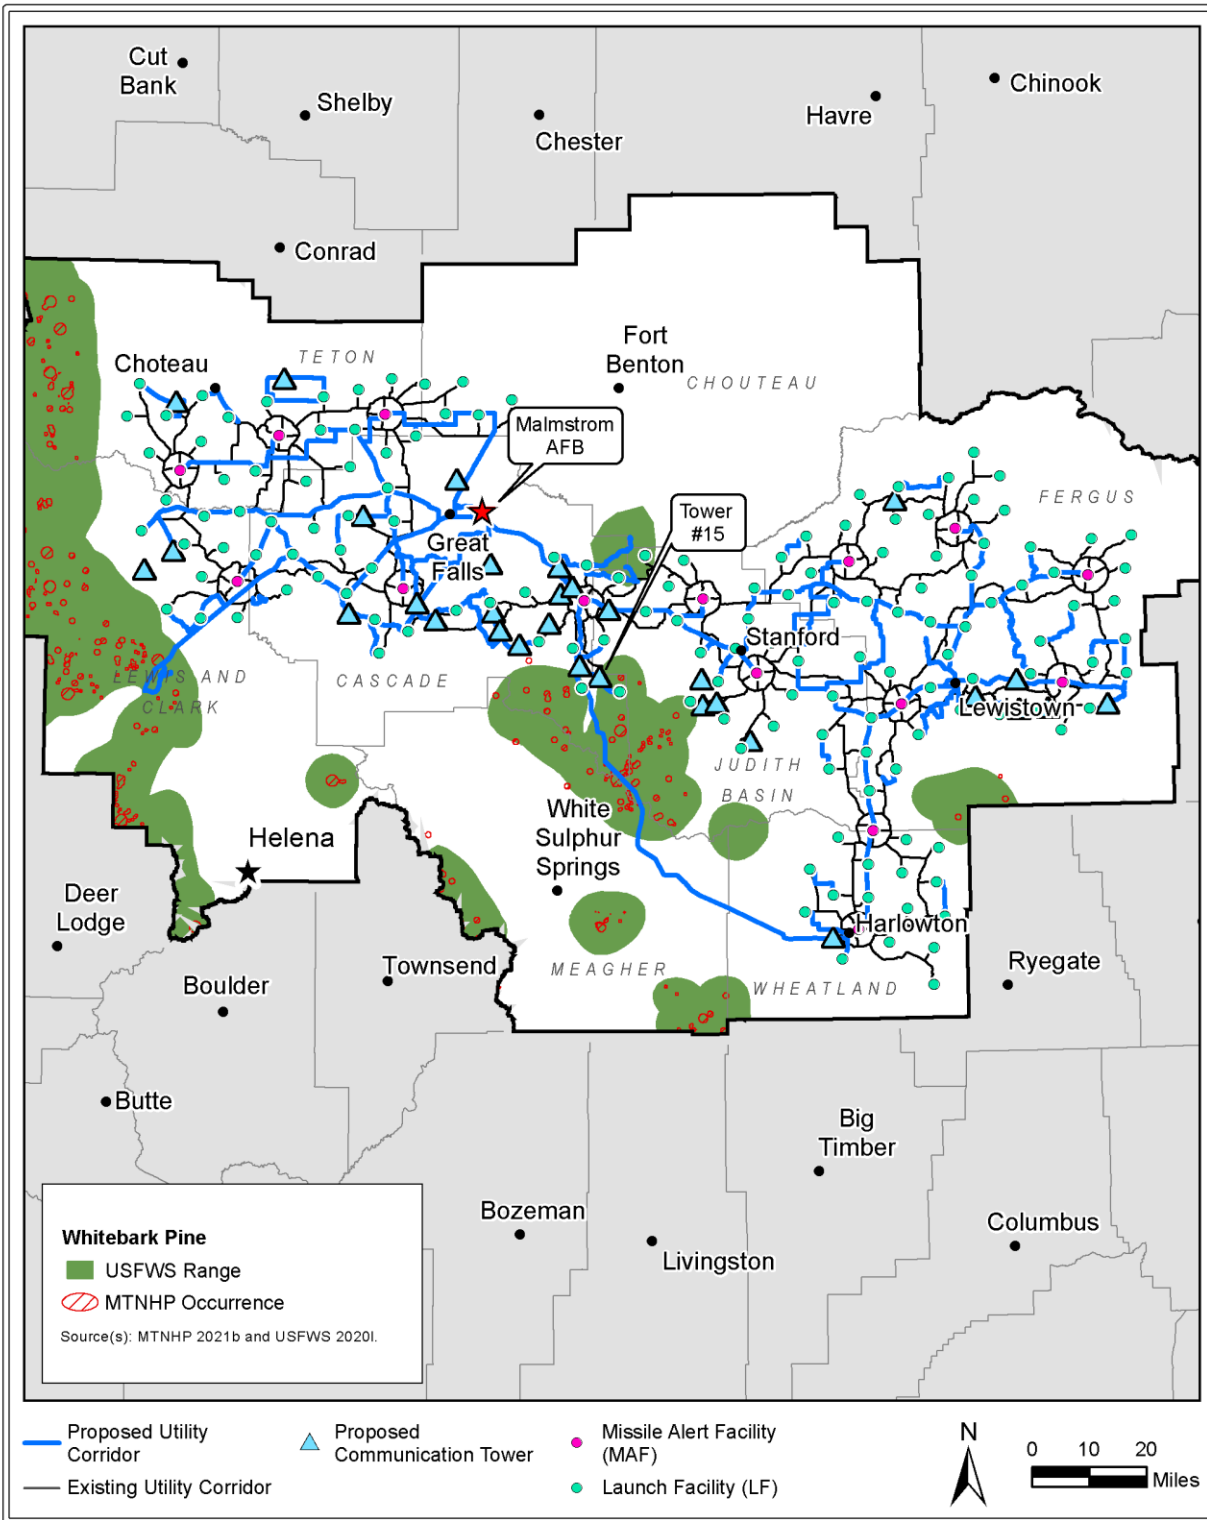 Cut
Bank
Shelby
Chester
Havre
Chinook
Conrad
Fort
Benton
Choteau
TETON
CHOUTEAU
Malmstrom
AFB
Tower
#15
FERGUS
Great
Falls
Stanford
LEWIS AND
CLARK
CASCADE
Lewistown
JUDITH
BASIN
White
Sulphur
Springs
Helena
Deer
Lodge
Harlowton
Townsend
MEAGHER
WHEATLAND
Ryegate
Boulder
Butte
Big
Timber
Bozeman
Livingston
Columbus
Whitebark Pine
USFWS Range
MTNHP Occurrence
Source(s): MTNHP 2021b and USFWS 2020l.
Proposed Utility
Corridor
Existing Utility Corridor
Proposed
Communication Tower
Missile Alert Facility
(MAF)
Launch Facility (LF)
N
0 10 20
Miles